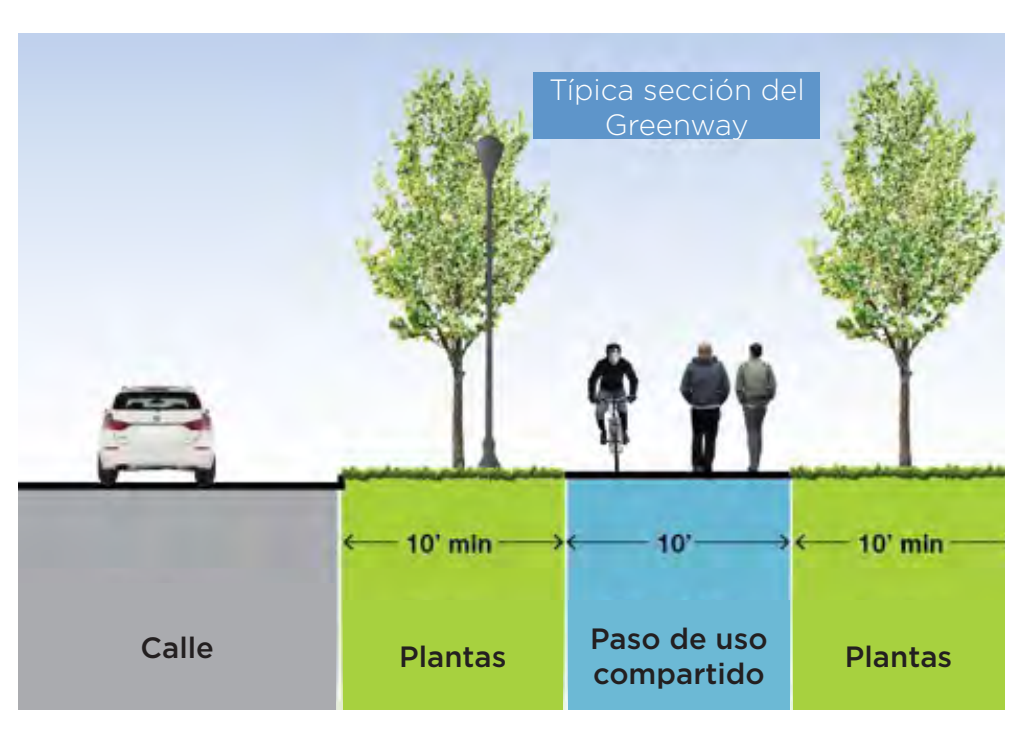 Típica sección del
Greenway
10' min
10'
10' min
Calle
Plantas
Paso de uso
compartido
Plantas